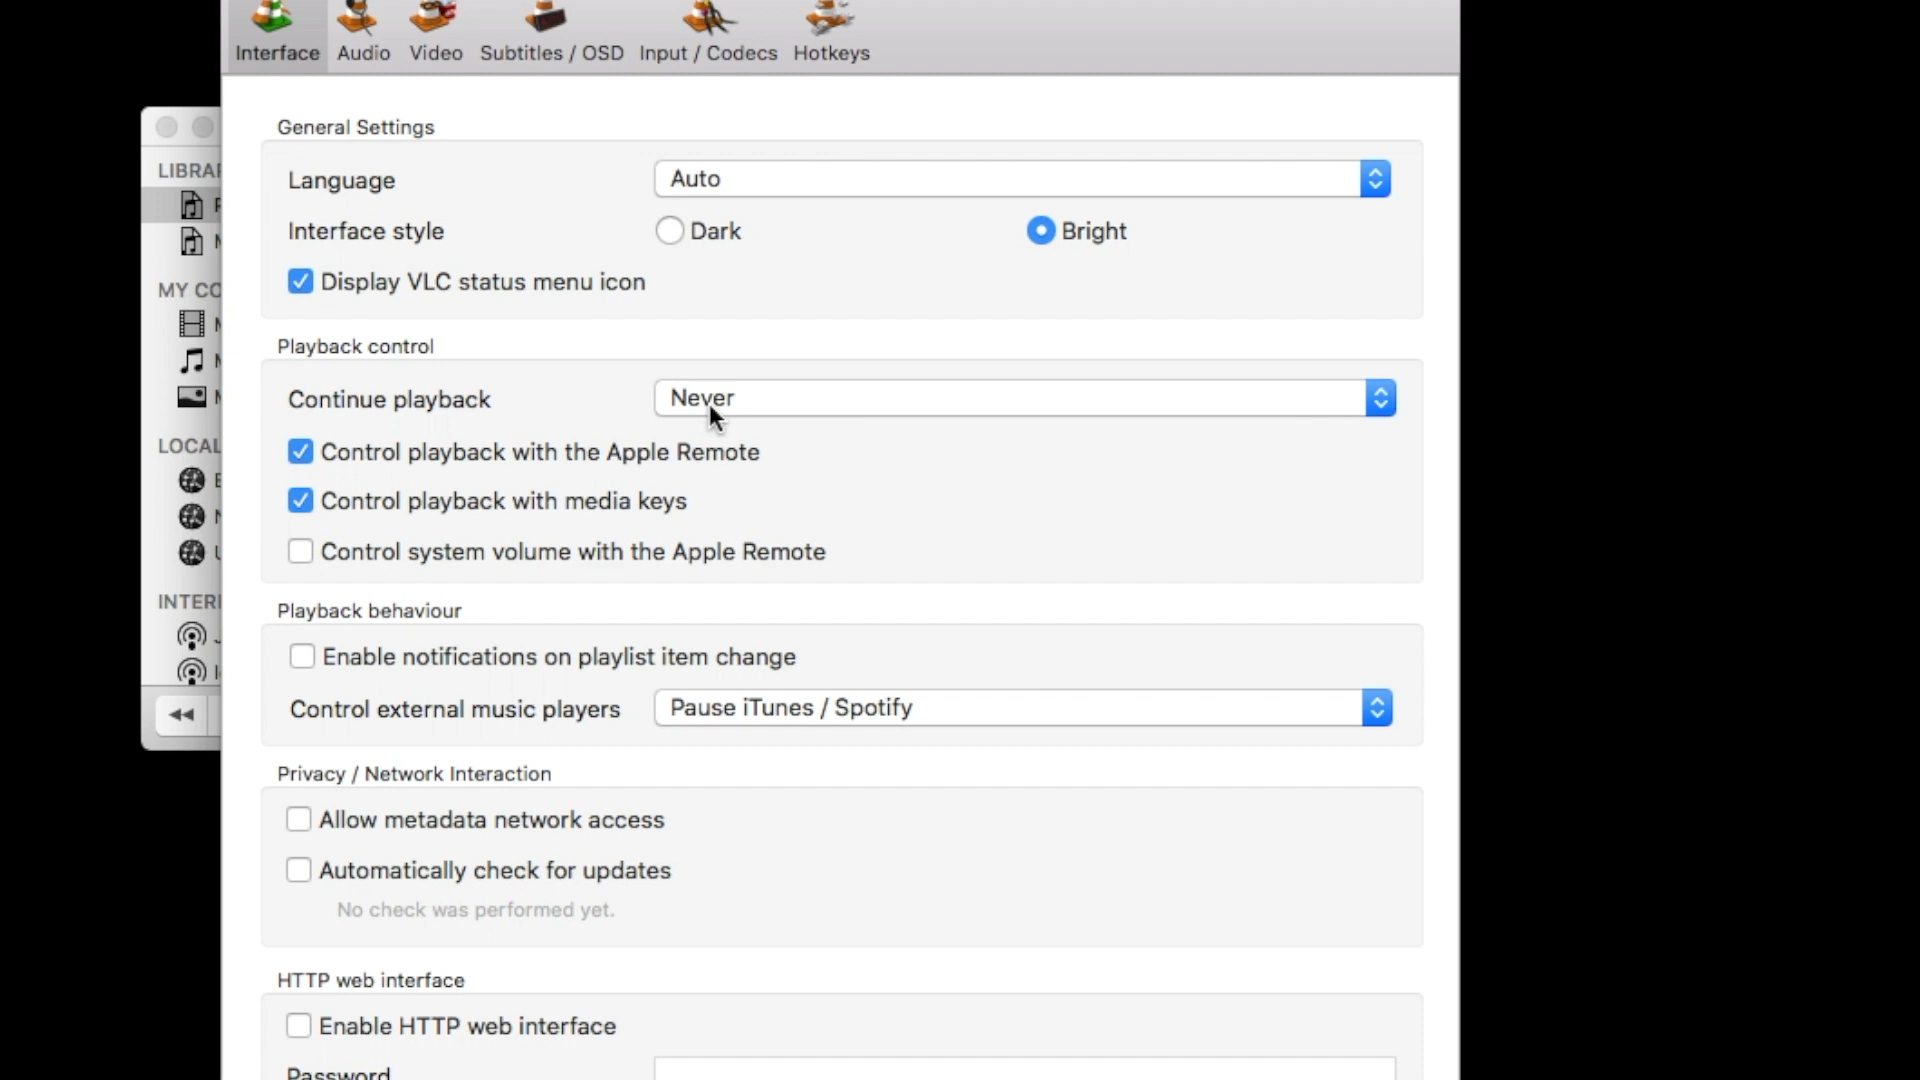 Interface Audio Video Subtitles / OSD Input / Codecs Hotkeys
General Settings
Language Auto
Interface style Dark Bright
Display VLC status menu icon
Playback control
Continue playback Never
Control playback with the Apple Remote
Control playback with media keys
Control system volume with the Apple Remote
Playback behaviour
Enable notifications on playlist item change
Control external music players Pause iTunes / Spotify
Privacy / Network Interaction
Allow metadata network access
Automatically check for updates
No check was performed yet.
HTTP web interface
Enable HTTP web interface
Password
MY CO
LOCAL